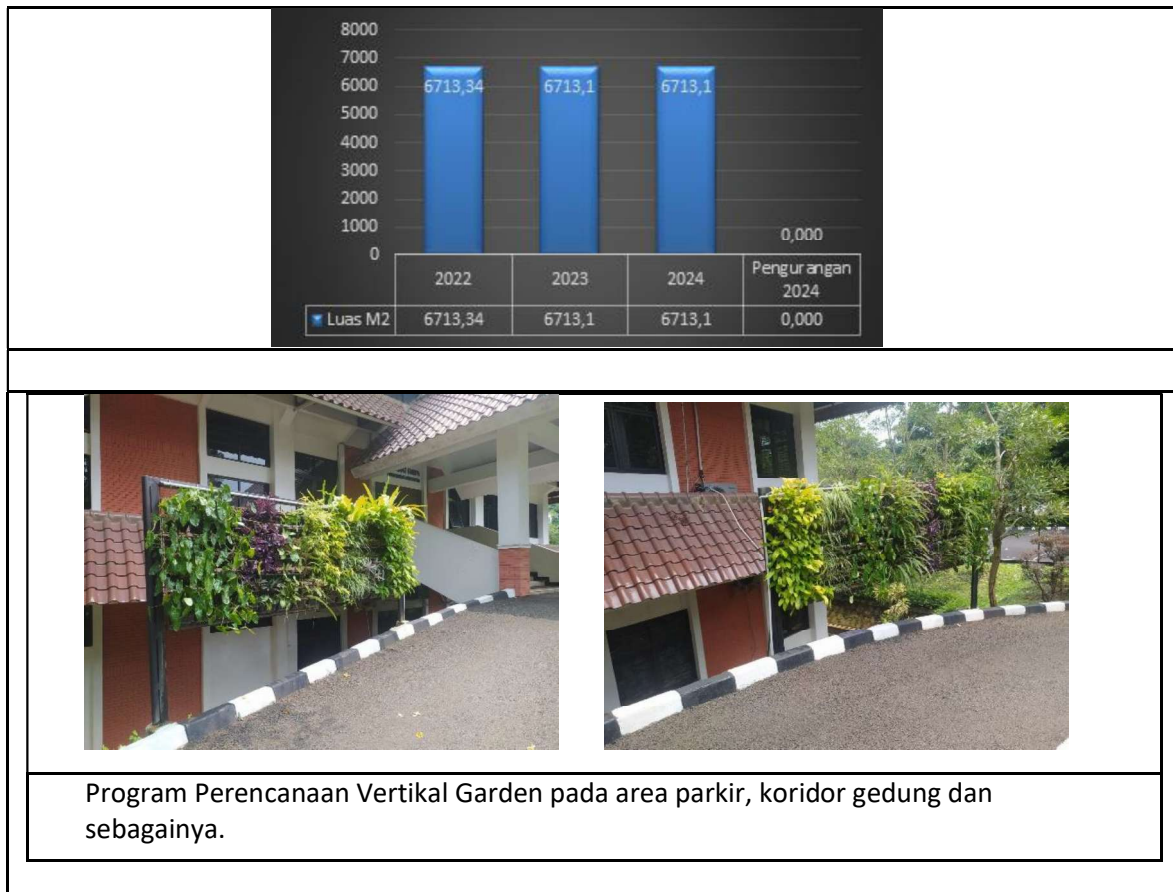 8000
7000
6000
5000
4000
3000
2000
1000
0
6713,34 6713,1 6713,1 0,000
2022 2023 2024 Pengurangan
2024
Luas M2 6713,34 6713,1 6713,1 0,000
Program Perencanaan Vertikal Garden pada area parkir, koridor gedung dan
sebagainya.